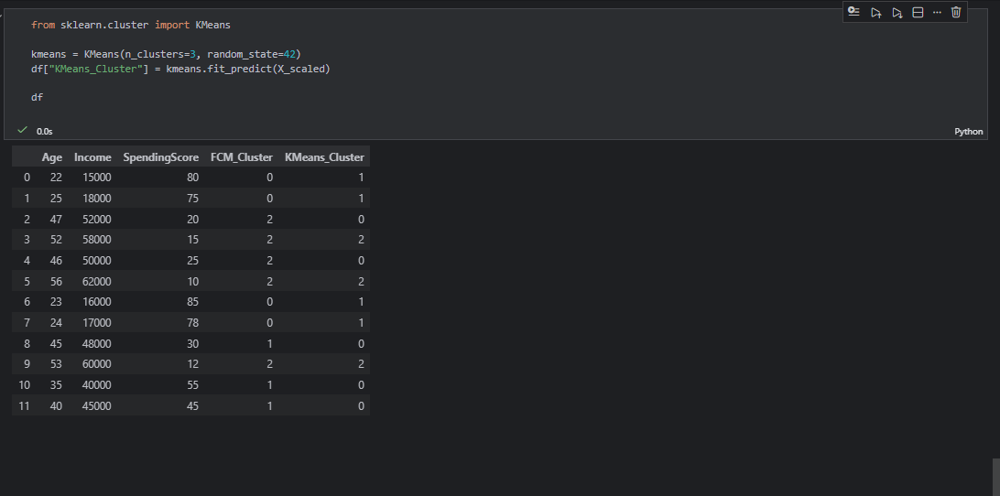 from sklearn.cluster import KMeans
kmeans = KMeans(n_clusters=3, random_state=42)
df["KMeans_Cluster"] = kmeans.fit_predict(X_scaled)
df
0.0s
Python
Age Income SpendingScore FCM_Cluster KMeans_Cluster
0 22 15000 80 0 1
1 25 18000 75 0 1
2 47 52000 20 2 0
3 52 58000 15 2 2
4 46 50000 25 2 0
5 56 62000 10 2 2
6 23 16000 85 0 1
7 24 17000 78 0 1
8 45 48000 30 1 0
9 53 60000 12 2 2
10 35 40000 55 1 0
11 40 45000 45 1 0